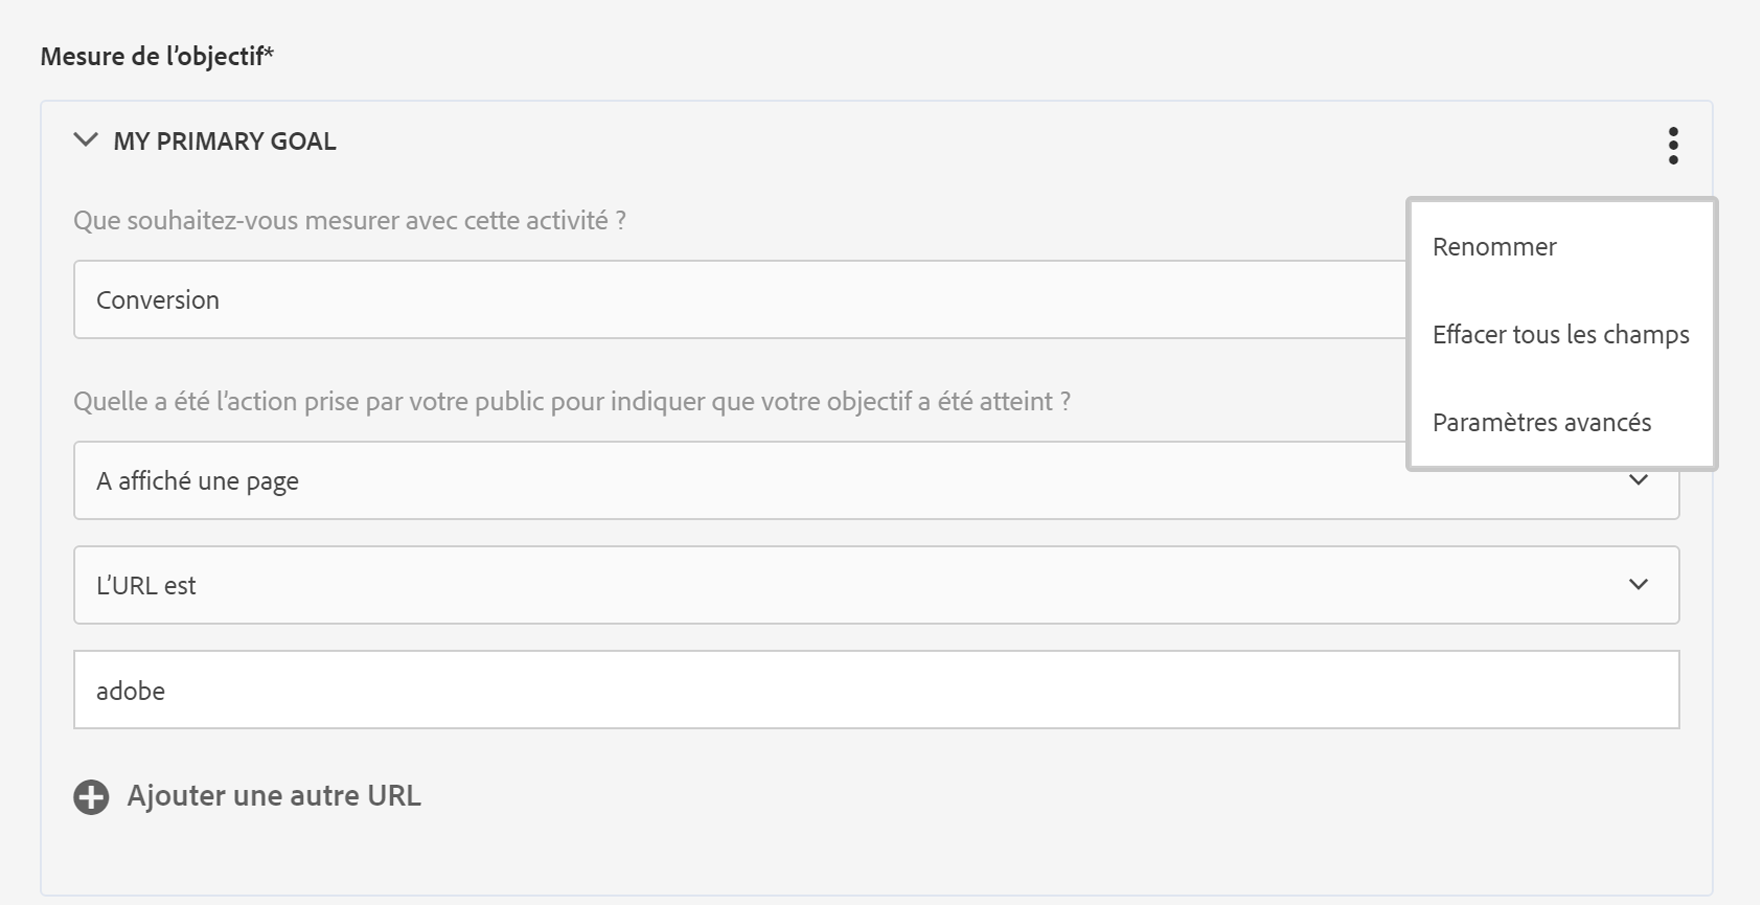 Mesure de l’objectif*
MY PRIMARY GOAL
Que souhaitez-vous mesurer avec cette activité ?
Renommer
Conversion
Effacer tous les champs
Quelle a été l’action prise par votre public pour indiquer que votre objectif a été atteint ?
Paramètres avancés
A affiché une page
L’URL est
adobe
Ajouter une autre URL